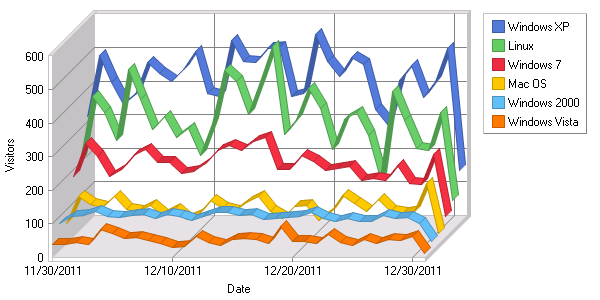 Windows XP
Linux
Windows 7
Mac OS
Windows 2000
Windows Vista
Visitors
600
500
400
300
200
100
0
11/30/2011 12/10/2011 12/20/2011 12/30/2011
Date